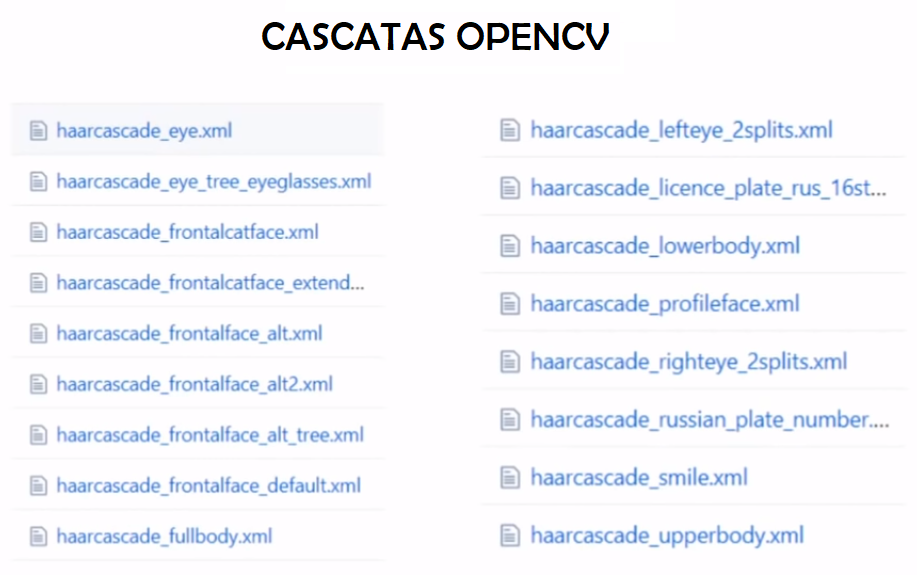 CASCATAS OPENCV
haarcascade_eye.xml
haarcascade_eye_tree_eyeglasses.xml
haarcascade_frontalcatface.xml
haarcascade_frontalcatface_extend...
haarcascade_frontalface_alt.xml
haarcascade_frontalface_alt2.xml
haarcascade_frontalface_alt_tree.xml
haarcascade_frontalface_default.xml
haarcascade_fullbody.xml
haarcascade_lefteye_2splits.xml
haarcascade_licence_plate_rus_16st...
haarcascade_lowerbody.xml
haarcascade_profileface.xml
haarcascade_righteye_2splits.xml
haarcascade_russian_plate_number....
haarcascade_smile.xml
haarcascade_upperbody.xml